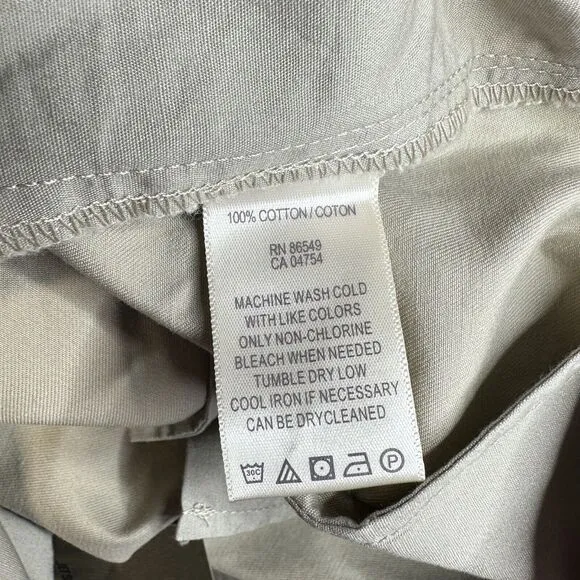 100% COTTON/COTON
RN 86549
CA 04754
MACHINE WASH COLD
WITH LIKE COLORS
ONLY NON-CHLORINE
BLEACH WHEN NEEDED
TUMBLE DRY LOW
COOL IRON IF NECESSARY
CAN BE DRYCLEANED
30C P